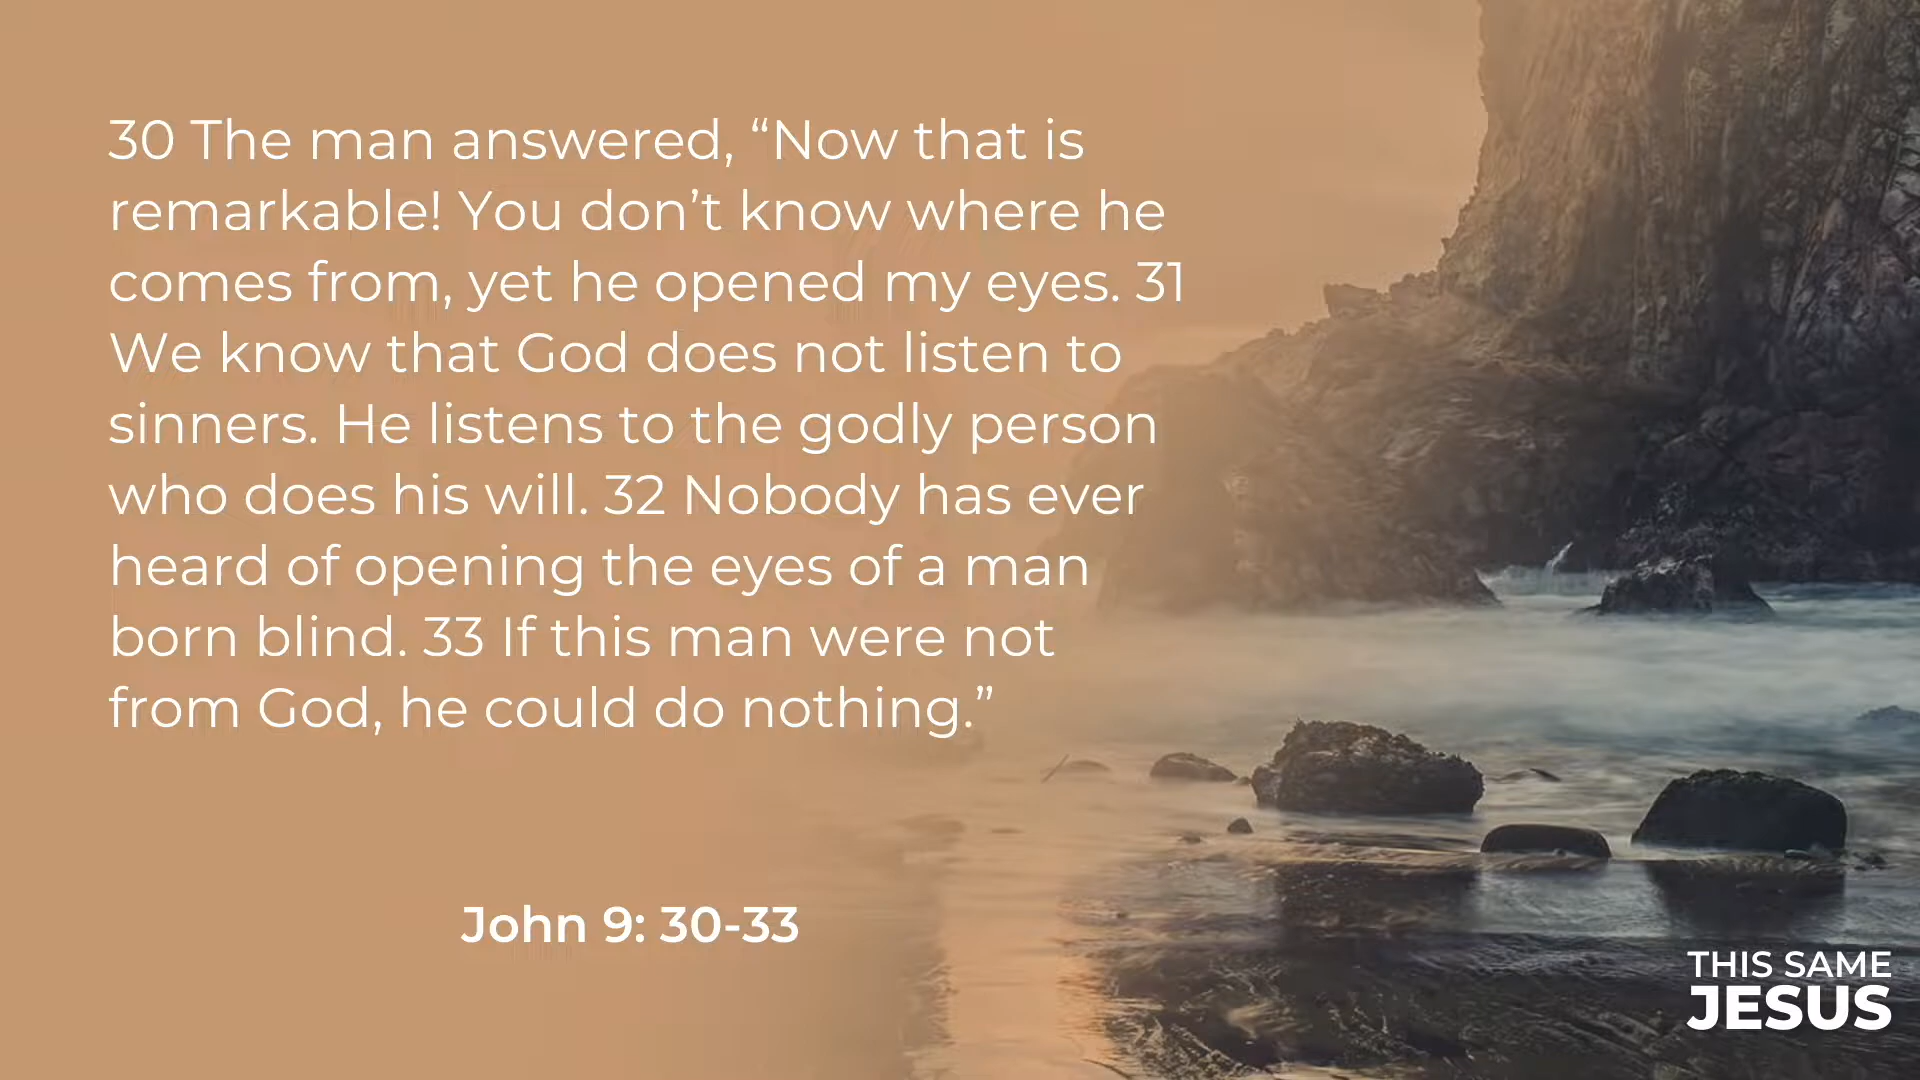 30 The man answered, “Now that is
remarkable! You don’t know where he
comes from, yet he opened my eyes. 31
We know that God does not listen to
sinners. He listens to the godly person
who does his will. 32 Nobody has ever
heard of opening the eyes of a man
born blind. 33 If this man were not
from God, he could do nothing.”
John 9: 30-33
THIS SAME
JESUS